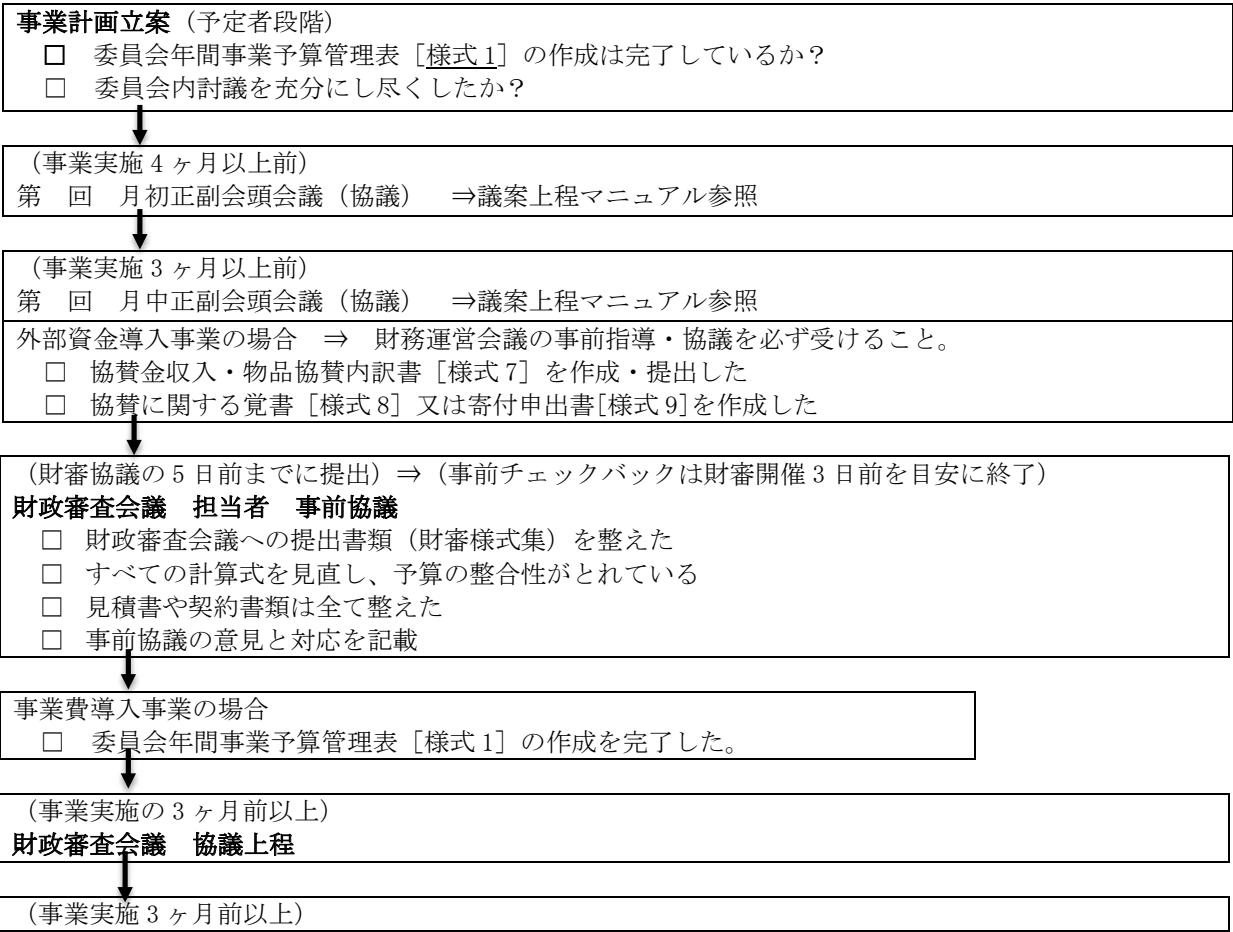 事業計画立案（予定者段階）
□ 委員会年間事業予算管理表［様式1］の作成は完了しているか？
□ 委員会内討議を充分にし尽くしたか？
（事業実施4ヶ月以上前）
第　回　月初正副会頭会議（協議）　⇒議案上程マニュアル参照
（事業実施3ヶ月以上前）
第　回　月中正副会頭会議（協議）　⇒議案上程マニュアル参照
外部資金導入事業の場合　⇒　財務運営会議の事前指導・協議を必ず受けること。
□ 協賛金収入・物品協賛内訳書［様式7］を作成・提出した
□ 協賛に関する覚書［様式8］又は寄付申出書[様式9]を作成した
（財審協議の5日前までに提出）⇒（事前チェックバックは財審開催3日前を目安に終了）
財政審査会議　担当者　事前協議
□ 財政審査会議への提出書類（財審様式集）を整えた
□ すべての計算式を見直し、予算の整合性がとれている
□ 見積書や契約書類は全て整えた
□ 事前協議の意見と対応を記載
事業費導入事業の場合
□ 委員会年間事業予算管理表［様式1］の作成を完了した。
（事業実施の3ヶ月前以上）
財政審査会議　協議上程
（事業実施3ヶ月前以上）